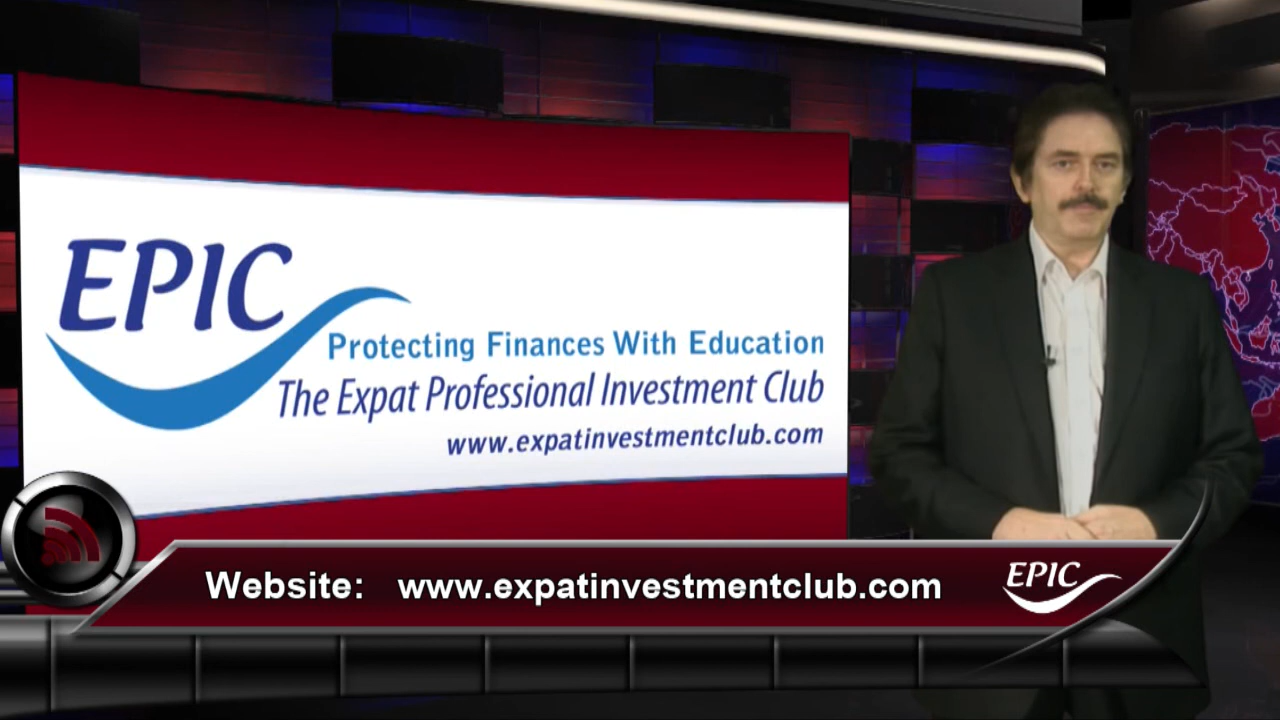 EPIC
Protecting Finances With Education
The Expat Professional Investment Club
www.expatinvestmentclub.com
Website: www.expatinvestmentclub.com
EPIC